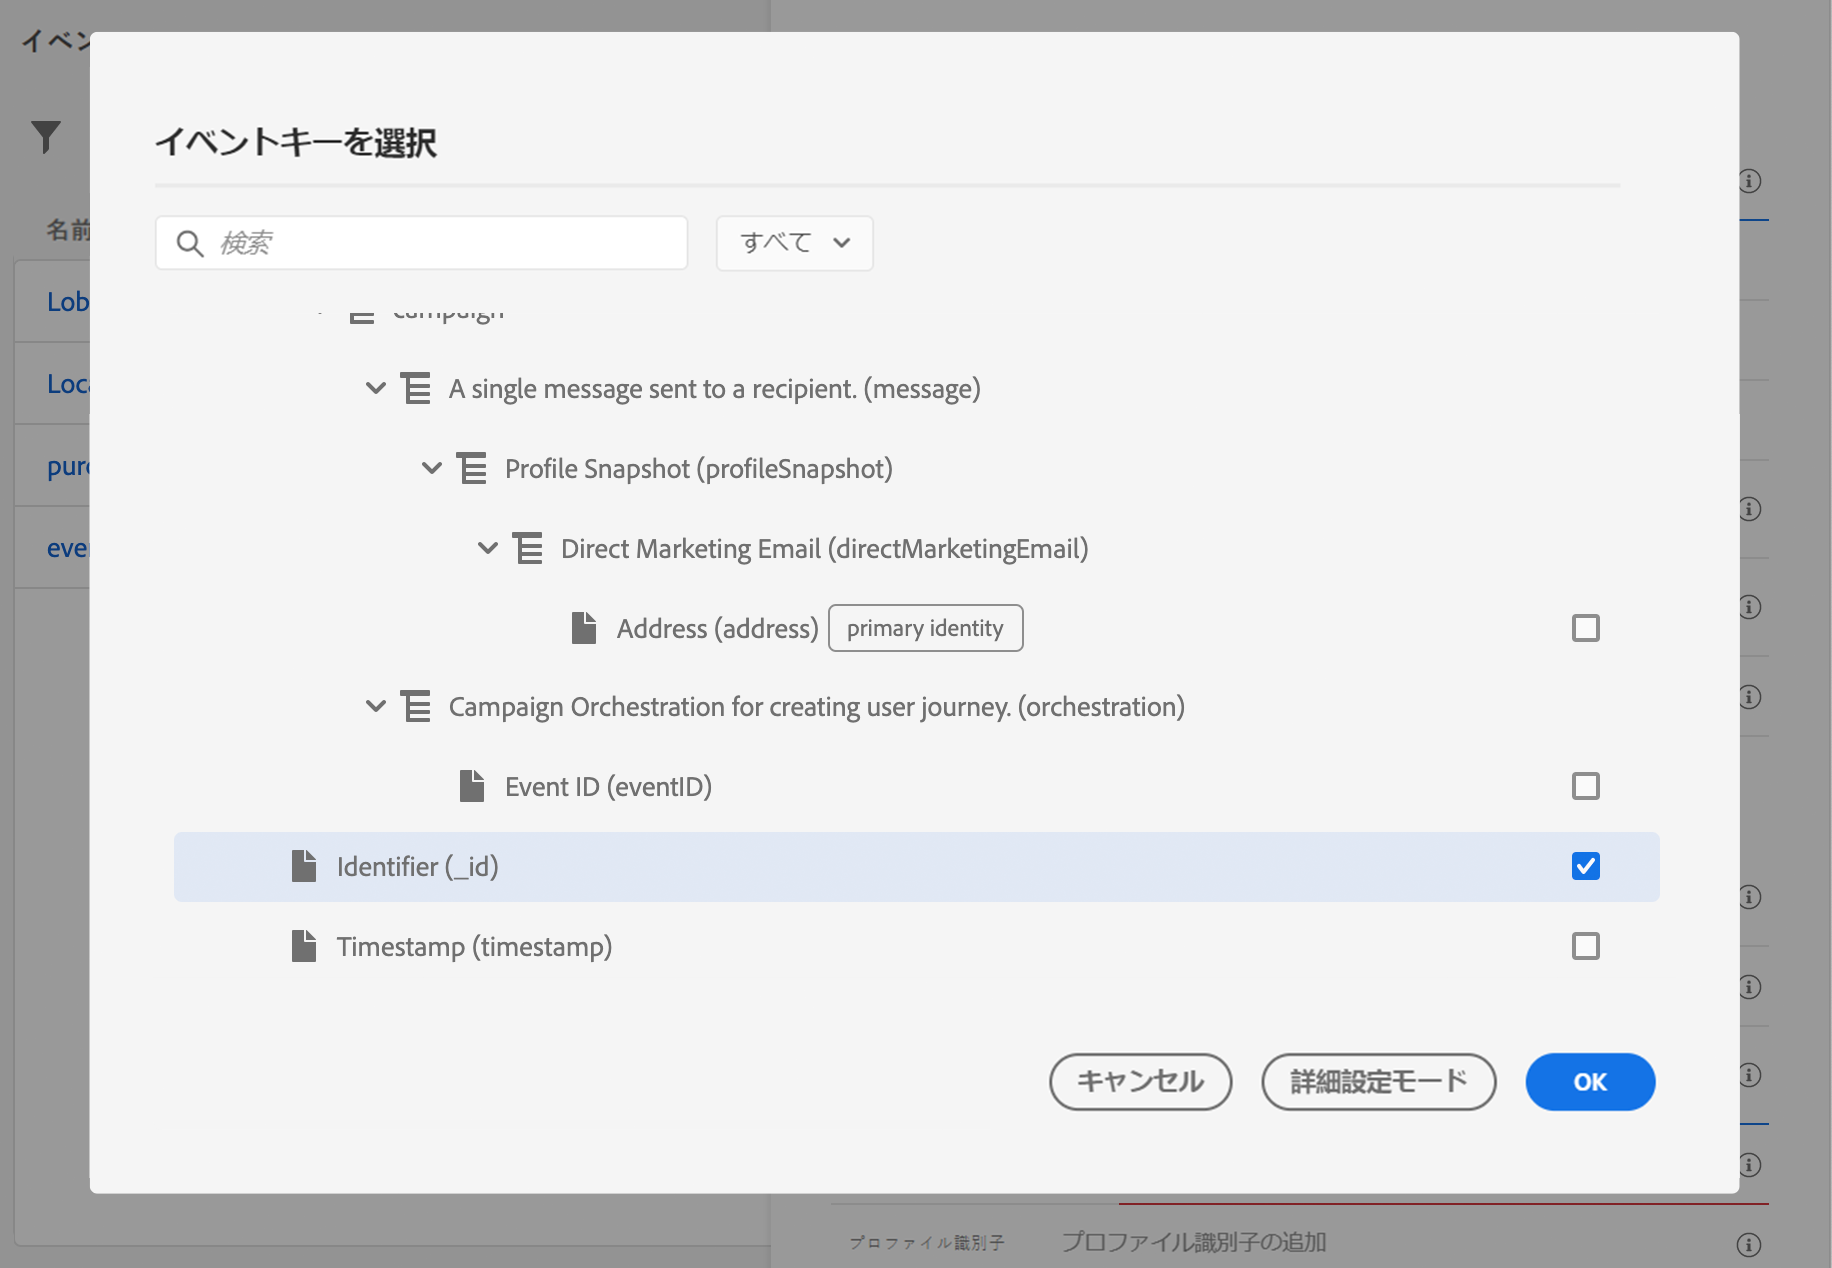 イベン
イベントキーを選択
名前
検索
すべて
Campaign
Lob
Loca
purc
eve
A single message sent to a recipient. (message)
Profile Snapshot (profileSnapshot)
Direct Marketing Email (directMarketingEmail)
Address (address) primary identity
Campaign Orchestration for creating user journey. (orchestration)
Event ID (eventID)
Identifier (_id)
Timestamp (timestamp)
キャンセル 詳細設定モード OK
プロファイル識別子 プロファイル識別子の追加